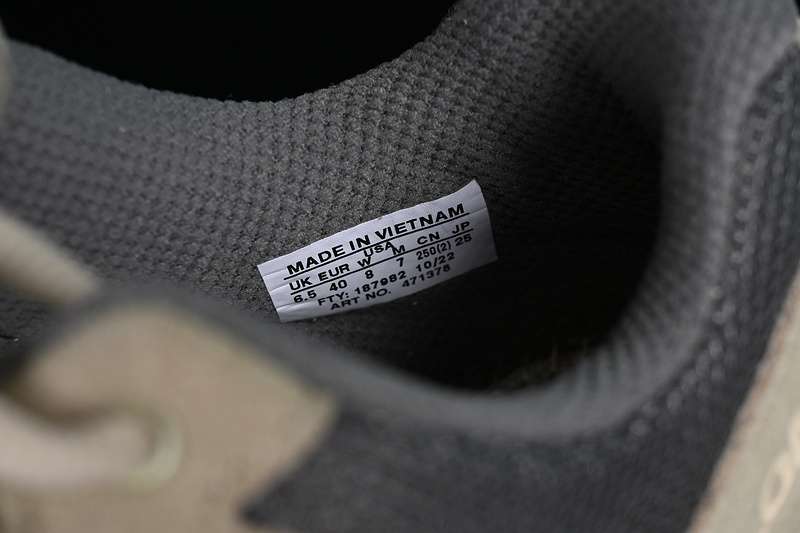 MADE IN VIETNAM
USA
UK EUR W M CN JP
6.5 40 8 7 250(2) 25
FTY: 187982 10/22
ART NO. 471378